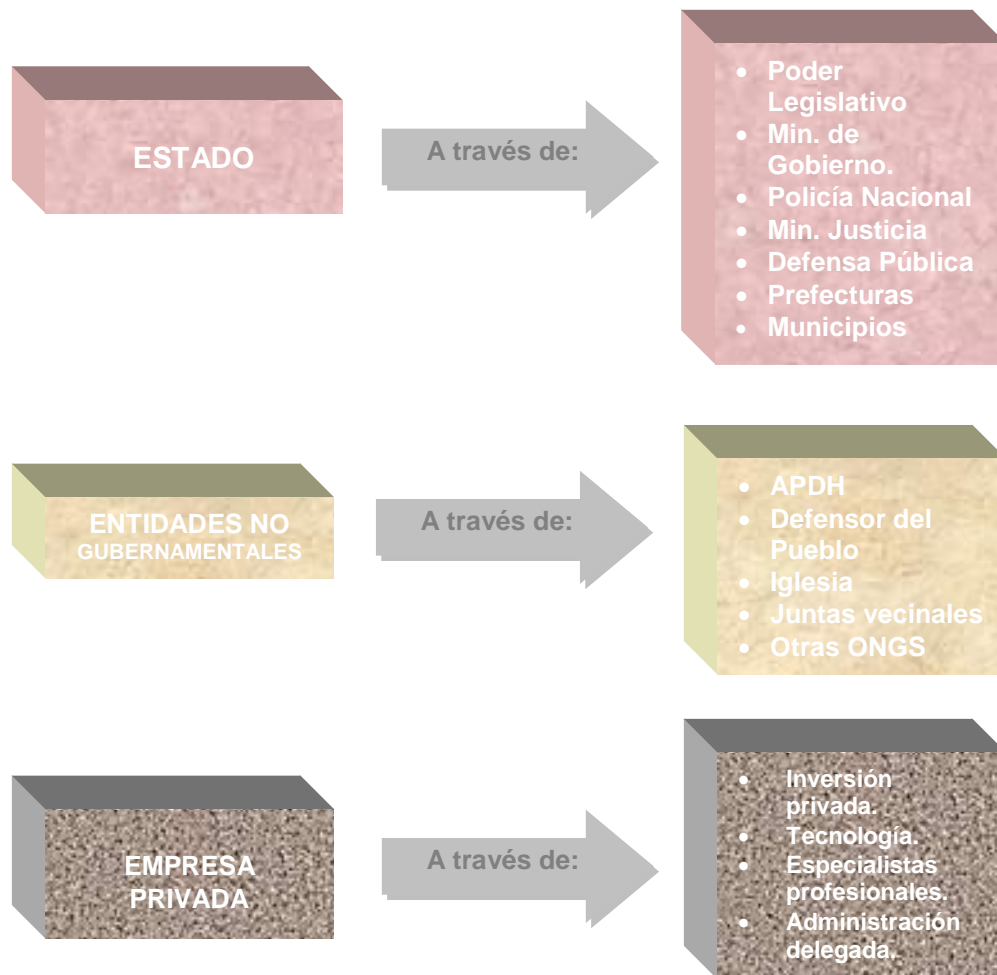 ESTADO
A través de:
• Poder
Legislativo
• Min. de
Gobierno.
• Policía Nacional
• Min. Justicia
• Defensa Pública
• Prefecturas
• Municipios
ENTIDADES NO
GUBERNAMENTALES
A través de:
• APDH
• Defensor del
Pueblo
• Iglesia
• Juntas vecinales
• Otras ONGS
EMPRESA
PRIVADA
A través de:
• Inversión
privada.
• Tecnología.
• Especialistas
profesionales.
• Administración
delegada.